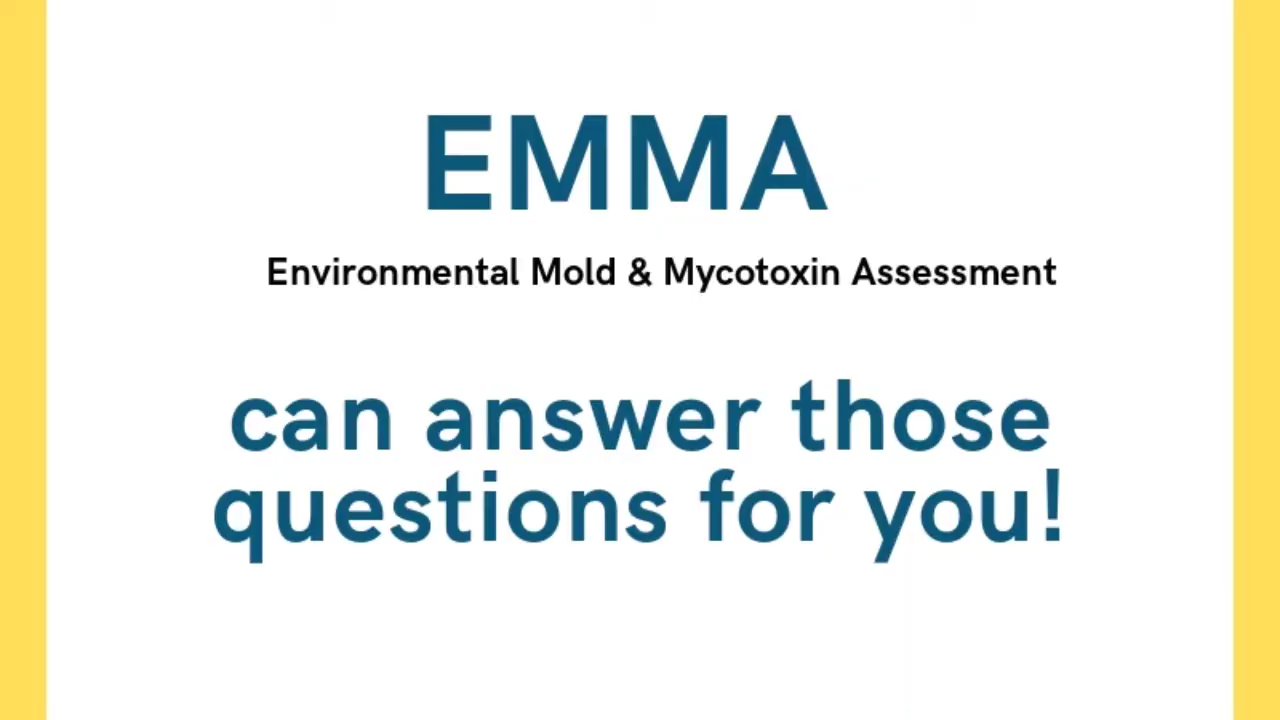 EMMA
Environmental Mold & Mycotoxin Assessment
can answer those
questions for you!